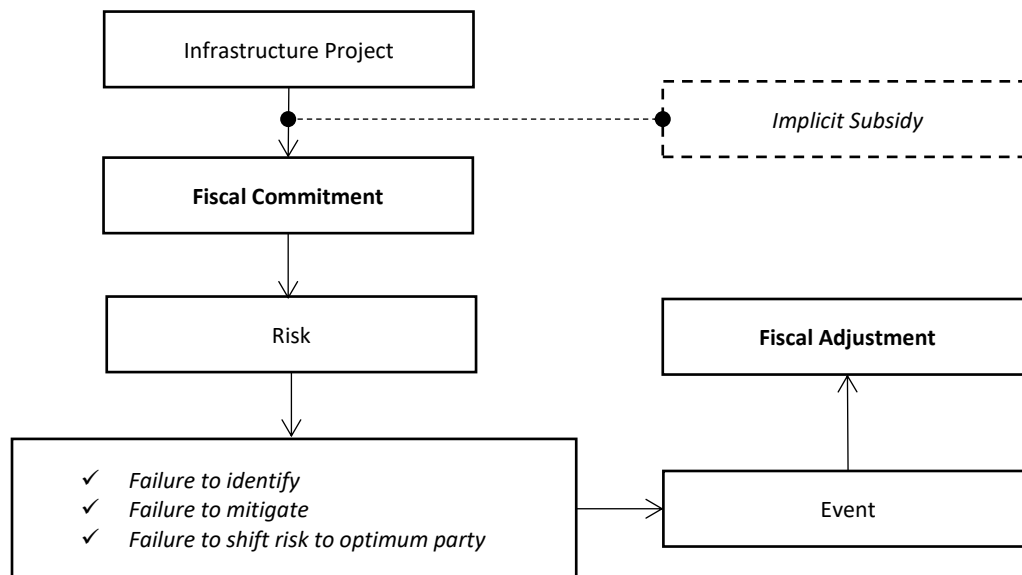 Infrastructure Project
Implicit Subsidy
Fiscal Commitment
Risk
Fiscal Adjustment
✓ Failure to identify
✓ Failure to mitigate
✓ Failure to shift risk to optimum party
Event